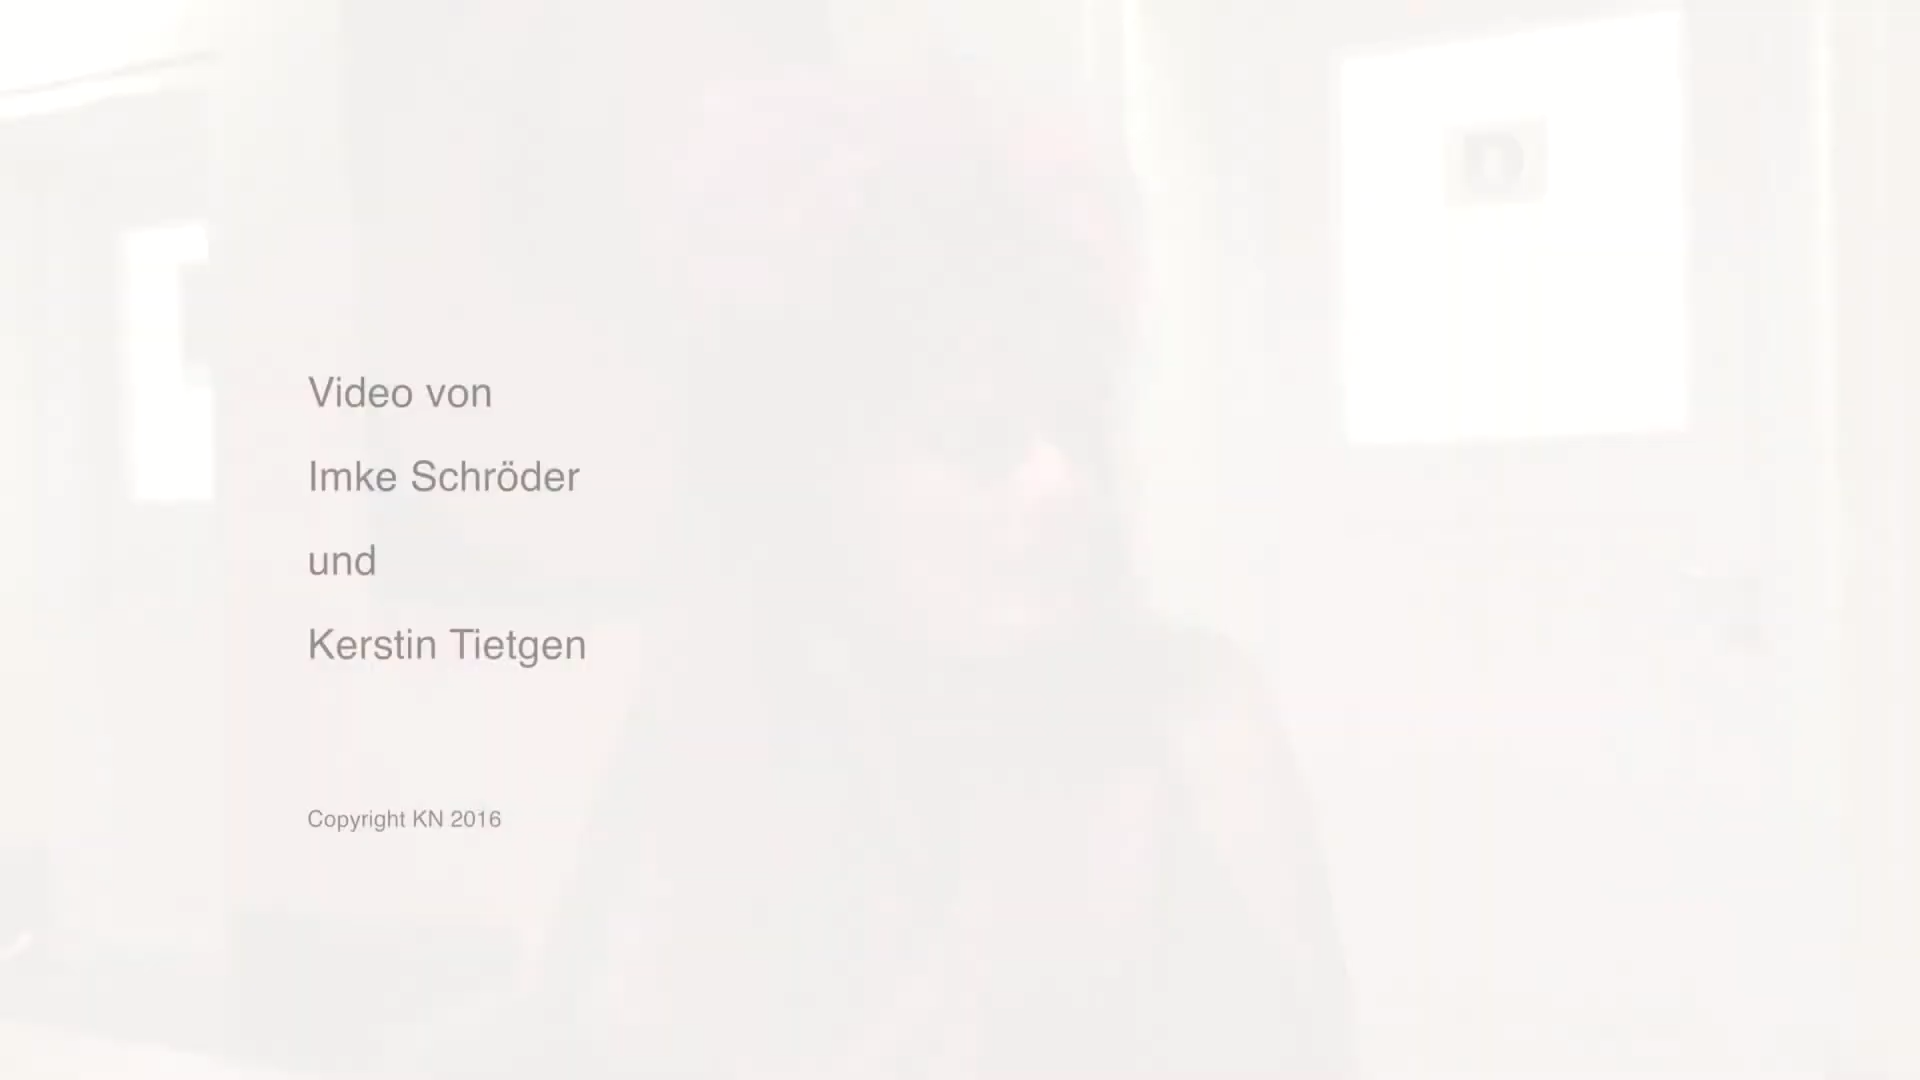 Video von
Imke Schröder
und
Kerstin Tietgen
Copyright KN 2016